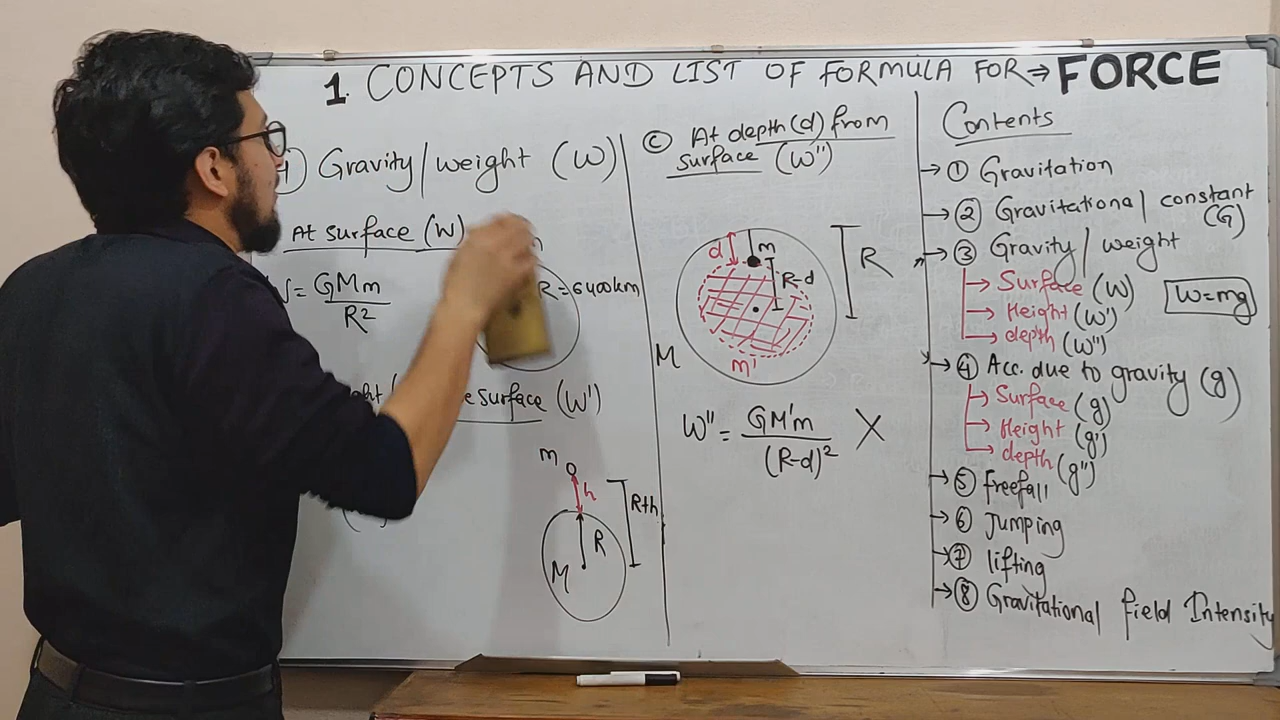 1. CONCEPTS AND LIST OF FORMULA FOR → FORCE
Gravity/weight (W)
At surface (W)
= GMm
R²
R=6400km
surface (W')
m
h
R+h
R
M
© At depth(d) from
surface (W'')
d
m
R-d
R
M
m'
W'' = GM'm X
(R-d)²
Contents
→ ① Gravitation
→ ② Gravitational constant
(G)
→ ③ Gravity/weight
→ Surface (W)
→ Height (W')
→ depth (W'')
W=mg
→ ④ Acc. due to gravity (g)
→ Surface (g)
→ Height (g')
→ depth (g'')
→ ⑤ freefall
→ ⑥ Jumping
→ ⑦ lifting
→ ⑧ Gravitational field Intensity